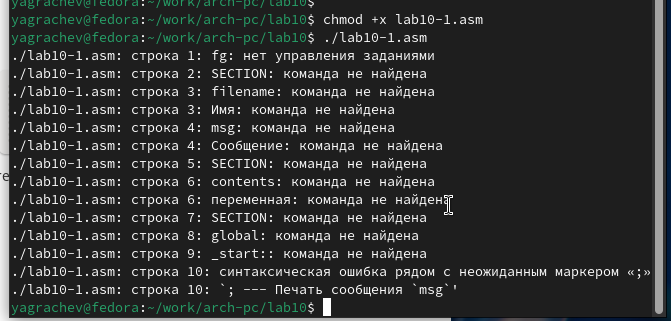 yagrachev@fedora:~/work/arch-pc/lab10$
yagrachev@fedora:~/work/arch-pc/lab10$ chmod +x lab10-1.asm
yagrachev@fedora:~/work/arch-pc/lab10$ ./lab10-1.asm
./lab10-1.asm: строка 1: fg: нет управления заданиями
./lab10-1.asm: строка 2: SECTION: команда не найдена
./lab10-1.asm: строка 3: filename: команда не найдена
./lab10-1.asm: строка 3: Имя: команда не найдена
./lab10-1.asm: строка 4: msg: команда не найдена
./lab10-1.asm: строка 4: Сообщение: команда не найдена
./lab10-1.asm: строка 5: SECTION: команда не найдена
./lab10-1.asm: строка 6: contents: команда не найдена
./lab10-1.asm: строка 6: переменная: команда не найдена
./lab10-1.asm: строка 7: SECTION: команда не найдена
./lab10-1.asm: строка 8: global: команда не найдена
./lab10-1.asm: строка 9: _start:: команда не найдена
./lab10-1.asm: строка 10: синтаксическая ошибка рядом с неожиданным маркером «;»
./lab10-1.asm: строка 10: `; --- Печать сообщения `msg`'
yagrachev@fedora:~/work/arch-pc/lab10$